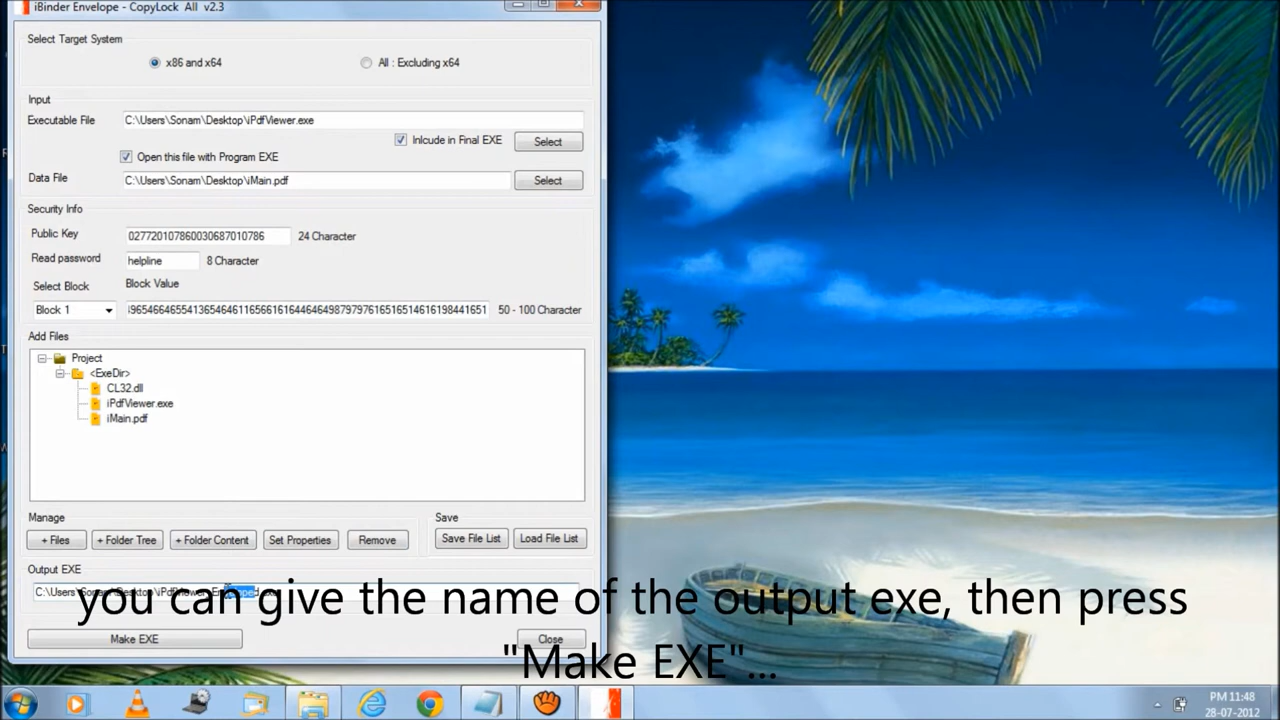 iBinder Envelope - CopyLock All v2.3
Select Target System
x86 and x64
All : Excluding x64
Input
Executable File
C:\Users\Sonam\Desktop\iPdfViewer.exe
Inlcude in Final EXE
Select
Open this file with Program EXE
Data File
C:\Users\Sonam\Desktop\iMain.pdf
Select
Security Info
Public Key
027720107860030687010786
24 Character
Read password
helpline
8 Character
Select Block
Block Value
Block 1
50 - 100 Character
Add Files
Project
<ExeDir>
CL32.dll
iPdfViewer.exe
iMain.pdf
Manage
Save
+ Files
+ Folder Tree
+ Folder Content
Set Properties
Remove
Save File List
Load File List
Output EXE
you can give the name of the output exe, then press
"Make EXE"...
Make EXE
Close
PM 11:48
28-07-2012